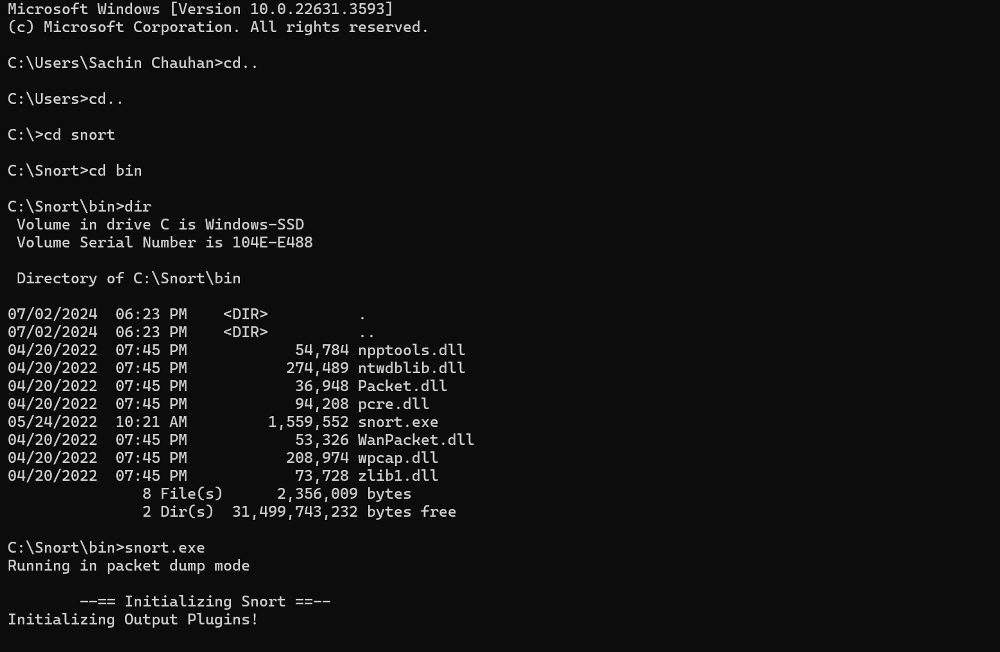 Microsoft Windows [Version 10.0.22631.3593]
(c) Microsoft Corporation. All rights reserved.

C:\Users\Sachin Chauhan>cd..

C:\Users>cd..

C:\>cd snort

C:\Snort>cd bin

C:\Snort\bin>dir
 Volume in drive C is Windows-SSD
 Volume Serial Number is 104E-E488

 Directory of C:\Snort\bin

07/02/2024  06:23 PM    <DIR>          .
07/02/2024  06:23 PM    <DIR>          ..
04/20/2022  07:45 PM            54,784 npptools.dll
04/20/2022  07:45 PM           274,489 ntwdblib.dll
04/20/2022  07:45 PM            36,948 Packet.dll
04/20/2022  07:45 PM            94,208 pcre.dll
05/24/2022  10:21 AM         1,559,552 snort.exe
04/20/2022  07:45 PM            53,326 WanPacket.dll
04/20/2022  07:45 PM           208,974 wpcap.dll
04/20/2022  07:45 PM            73,728 zlib1.dll
               8 File(s)      2,356,009 bytes
               2 Dir(s)  31,499,743,232 bytes free

C:\Snort\bin>snort.exe
Running in packet dump mode

        --== Initializing Snort ==--
Initializing Output Plugins!